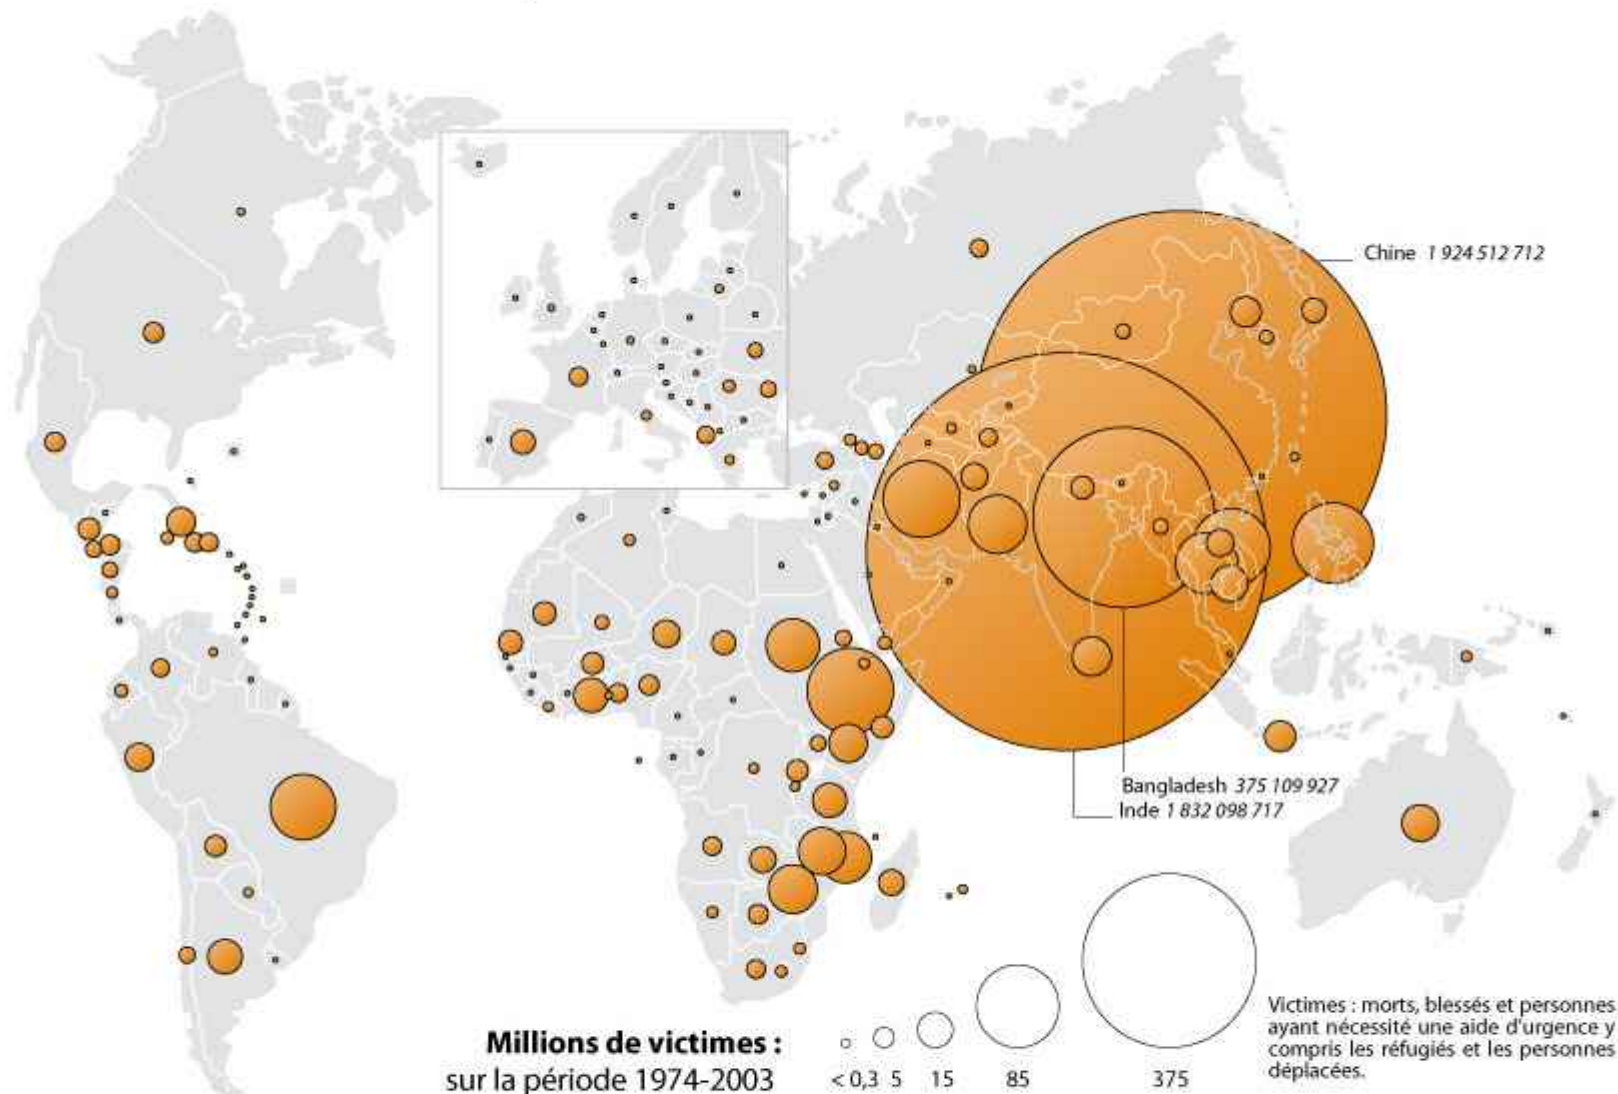 Chine 1 924 512 712
Bangladesh 375 109 927
Inde 1 832 098 717
Millions de victimes :
sur la période 1974-2003
< 0,3 5 15 85 375
Victimes : morts, blessés et personnes
ayant nécessité une aide d'urgence y
compris les réfugiés et les personnes
déplacées.